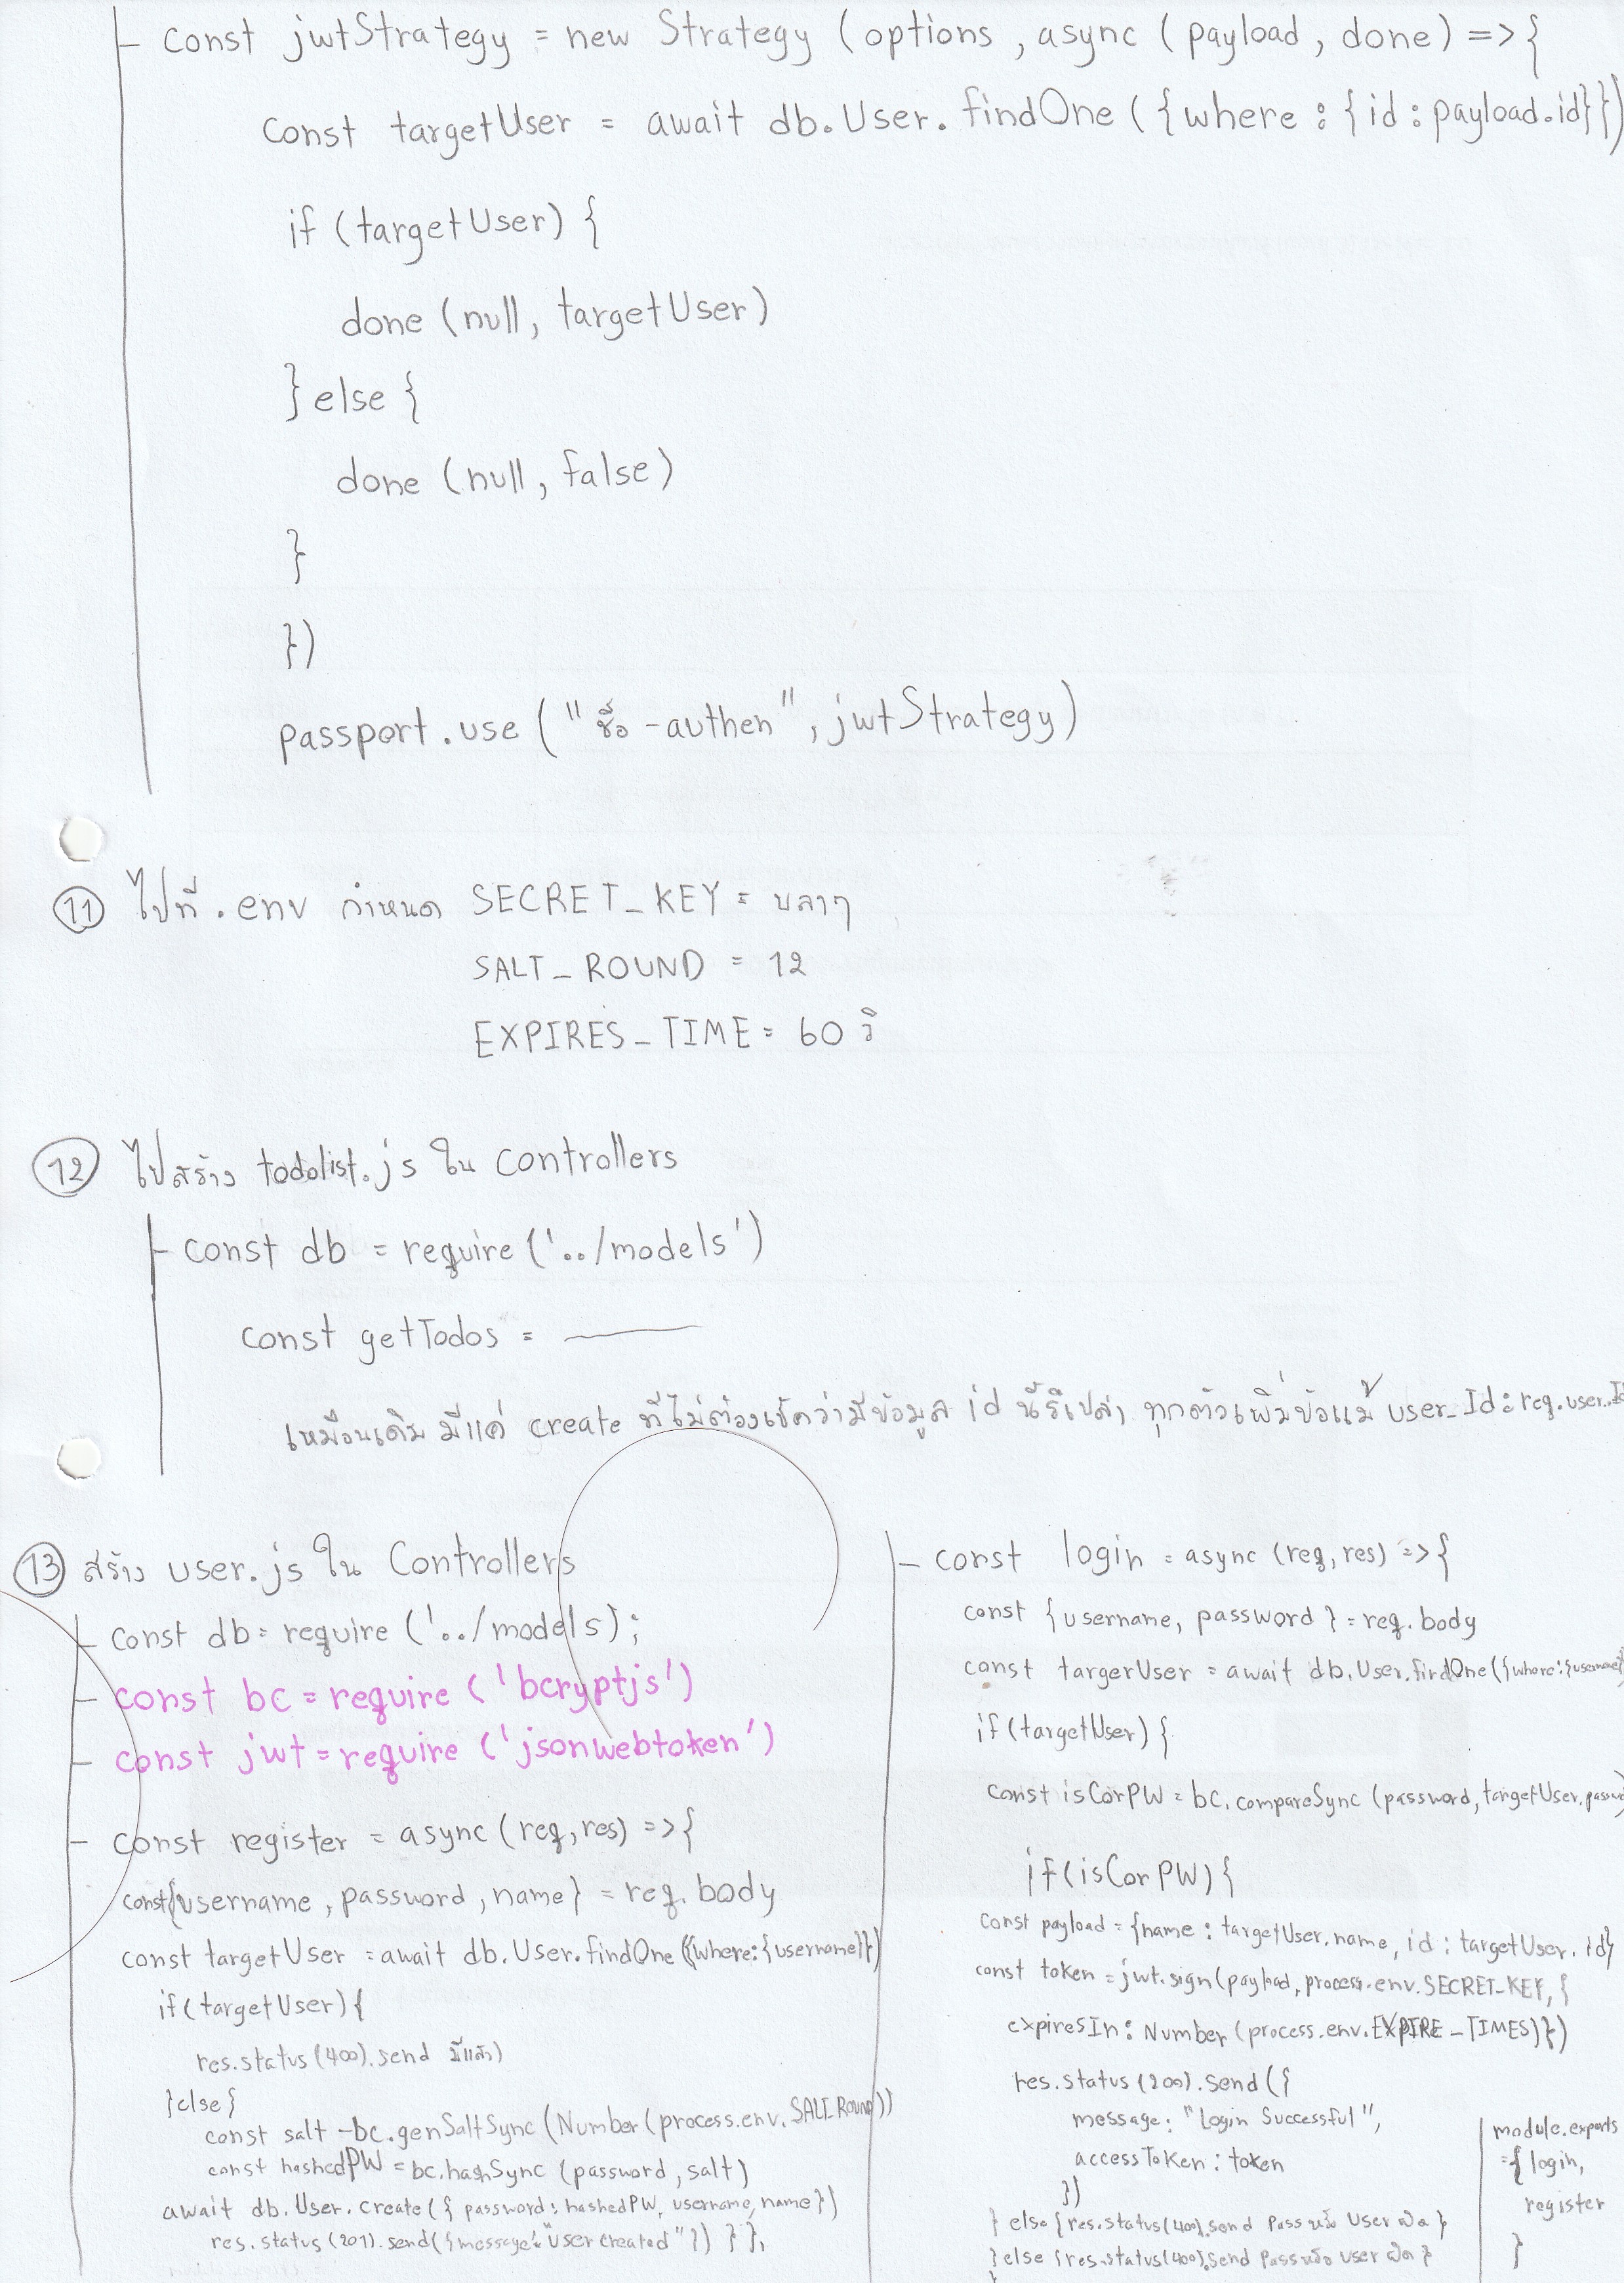 const jwtStrategy = new Strategy (options , async ( payload , done ) => {
const targetUser = await db.User.findOne ( { where : { id : payload.id}})
if (targetUser) {
done (null, targetUser)
} else {
done (null, false)
}
})
passport.use ( " ชื่อ -authen" , jwtStrategy)
11 ไปที่ .env กำหนด SECRET_KEY = บลาๆ
SALT_ROUND = 12
EXPIRES_TIME = 60 วิ
12 ไปสร้าง todolist.js ใน controllers
const db = require ('../models')
const getTodos = ———
เหมือนเดิม มีแค่ create ที่ไม่ต้องเช็คว่ามีข้อมูล id นี้รึเปล่า ทุกตัวเพิ่ม user_Id : req.user.Id
13 สร้าง user.js ใน Controllers
const db = require ('../models);
const bc = require ( 'bcryptjs')
const jwt = require ('jsonwebtoken')
const register = async (req, res) => {
const{username , password , name} = req.body
const targetUser = await db.User.findOne ({where:{username}})
if (targetUser) {
res.status (400).send มีแล้ว)
}else{
const salt = bc.genSaltSync (Number (process.env.SALT_ROUND))
const hashedPW = bc.hashSync (password , salt)
await db.User.create ({ password : hashedPW, username, name})
res.status (201).send({message: "user created" }) } };
const login = async (req, res) => {
const {username, password } = req.body
const targerUser = await db.User.findOne ({where:{username}
if (targetUser) {
const isCorPW = bc.compareSync (password, targetUser.password)
if (isCorPW) {
const payload = {name : targetUser.name, id : targetUser.id}
const token = jwt.sign(payload, process.env.SECRET_KEY, {
expiresIn : Number (process.env.EXPIRE_TIMES)})
res.status (200).send ({
message: "Login Successful",
accessToken : token
})
} else {res.status(400).send Pass หรือ User ผิด }
}else {res.status(400).send Pass หรือ user ผิด }
}
module.exports
= { login,
register
}